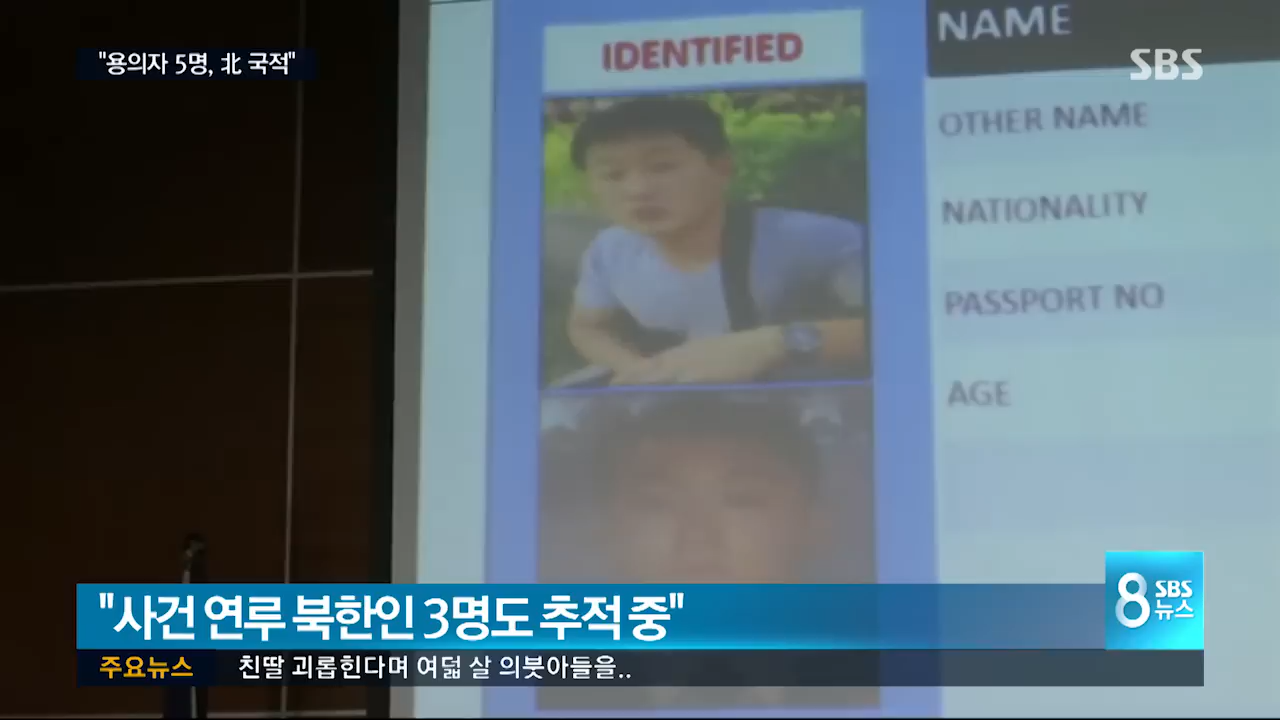 "용의자 5명, 北 국적"
SBS
IDENTIFIED
NAME
OTHER NAME
NATIONALITY
PASSPORT NO
AGE
"사건 연루 북한인 3명도 추적 중"
8 SBS
뉴스
주요뉴스 친딸 괴롭힌다며 여덟 살 의붓아들을..